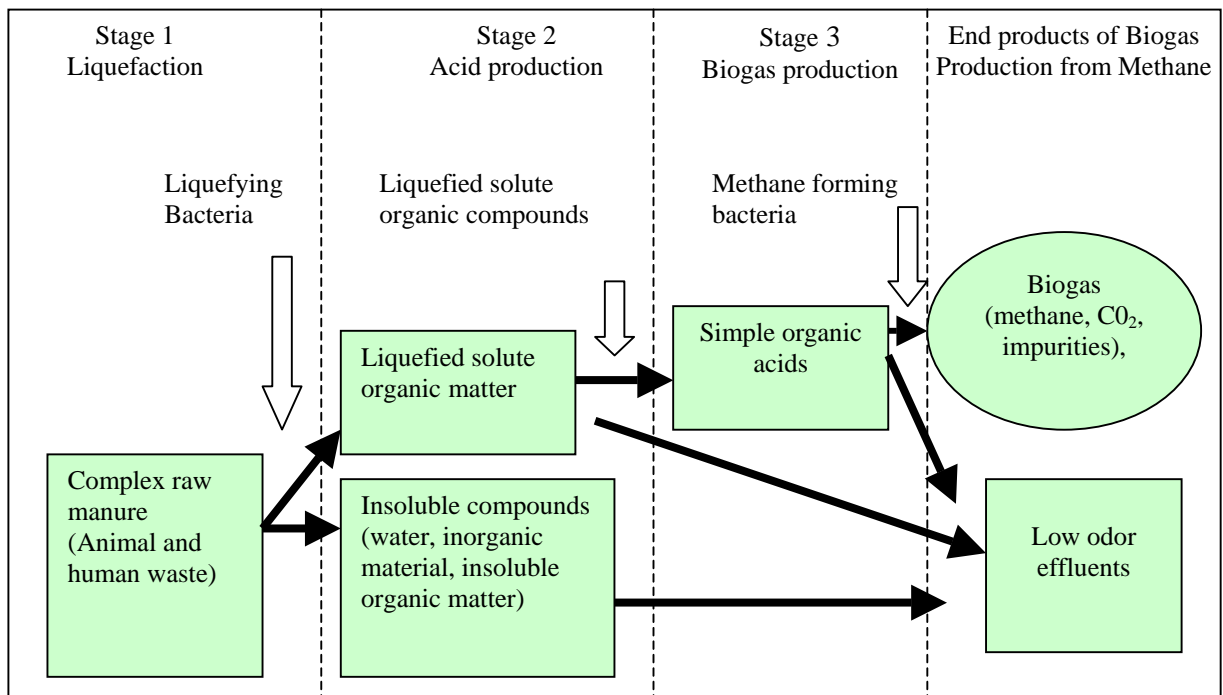 Stage 1
Liquefaction
Stage 2
Acid production
Stage 3
Biogas production
End products of Biogas
Production from Methane
Liquefying
Bacteria
Liquefied solute
organic compounds
Methane forming
bacteria
Complex raw
manure
(Animal and
human waste)
Liquefied solute
organic matter
Insoluble compounds
(water, inorganic
material, insoluble
organic matter)
Simple organic
acids
Biogas
(methane, C0₂,
impurities),
Low odor
effluents